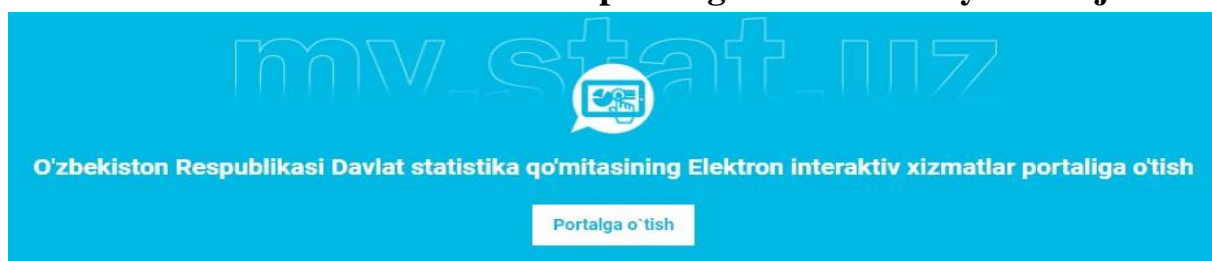 my.stat.uz
O'zbekiston Respublikasi Davlat statistika qo'mitasining Elektron interaktiv xizmatlar portaliga o'tish
Portalga o`tish